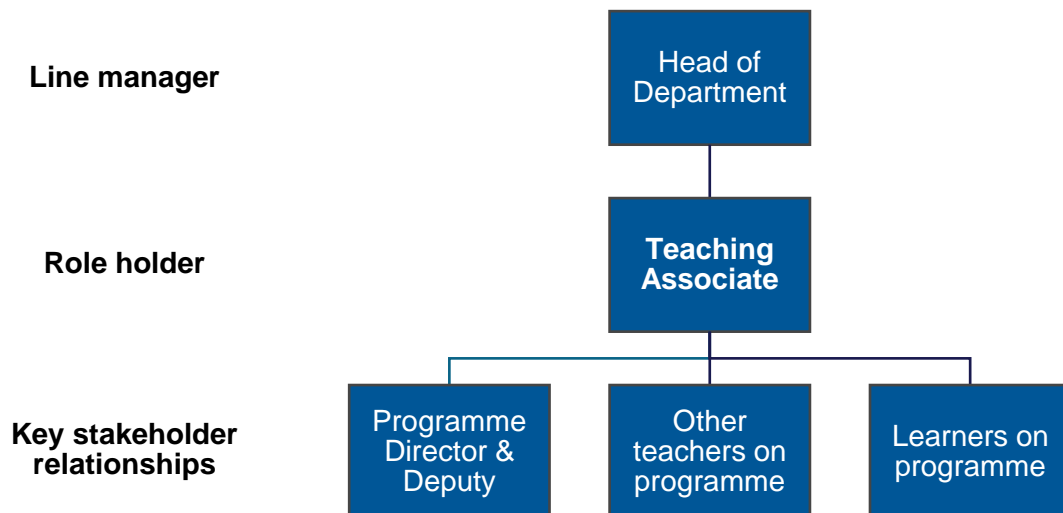 Line manager
Head of
Department
Role holder
Teaching
Associate
Key stakeholder
relationships
Programme
Director &
Deputy
Other
teachers on
programme
Learners on
programme